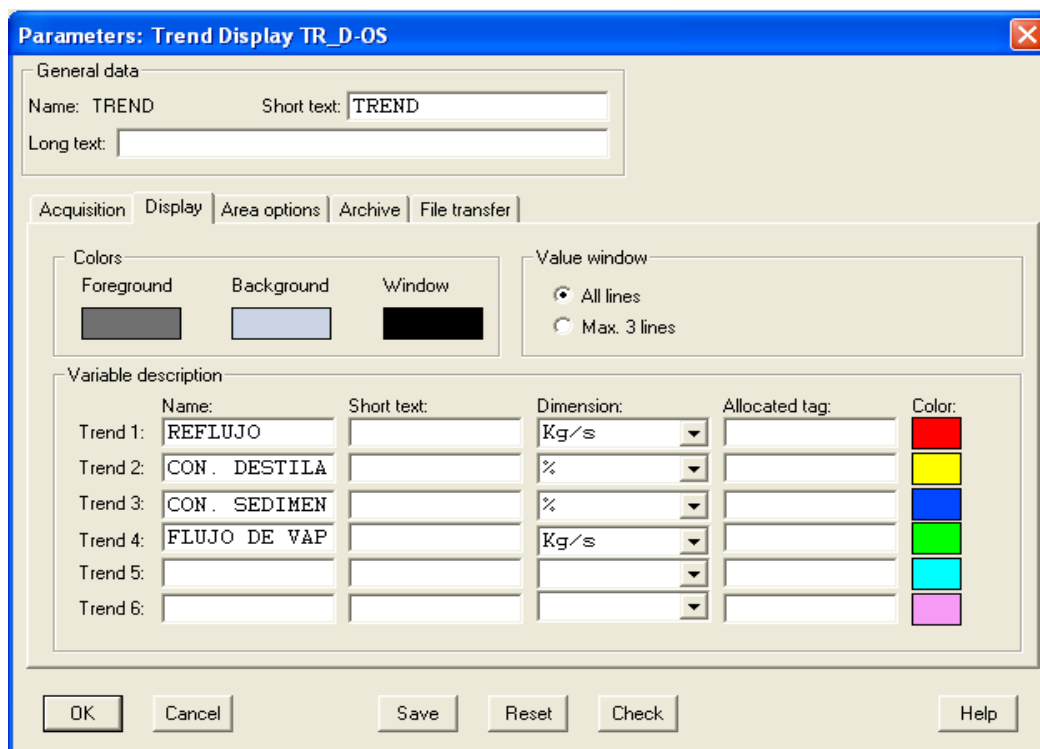 Parameters: Trend Display TR_D-OS
General data
Name: TREND Short text: TREND
Long text:
Acquisition Display Area options Archive File transfer
Colors Value window
Foreground Background Window
All lines
Max. 3 lines
Variable description
Name: Short text: Dimension: Allocated tag: Color:
Trend 1: REFLUJO Kg/s
Trend 2: CON. DESTILA %
Trend 3: CON. SEDIMEN %
Trend 4: FLUJO DE VAP Kg/s
Trend 5:
Trend 6:
OK Cancel Save Reset Check Help